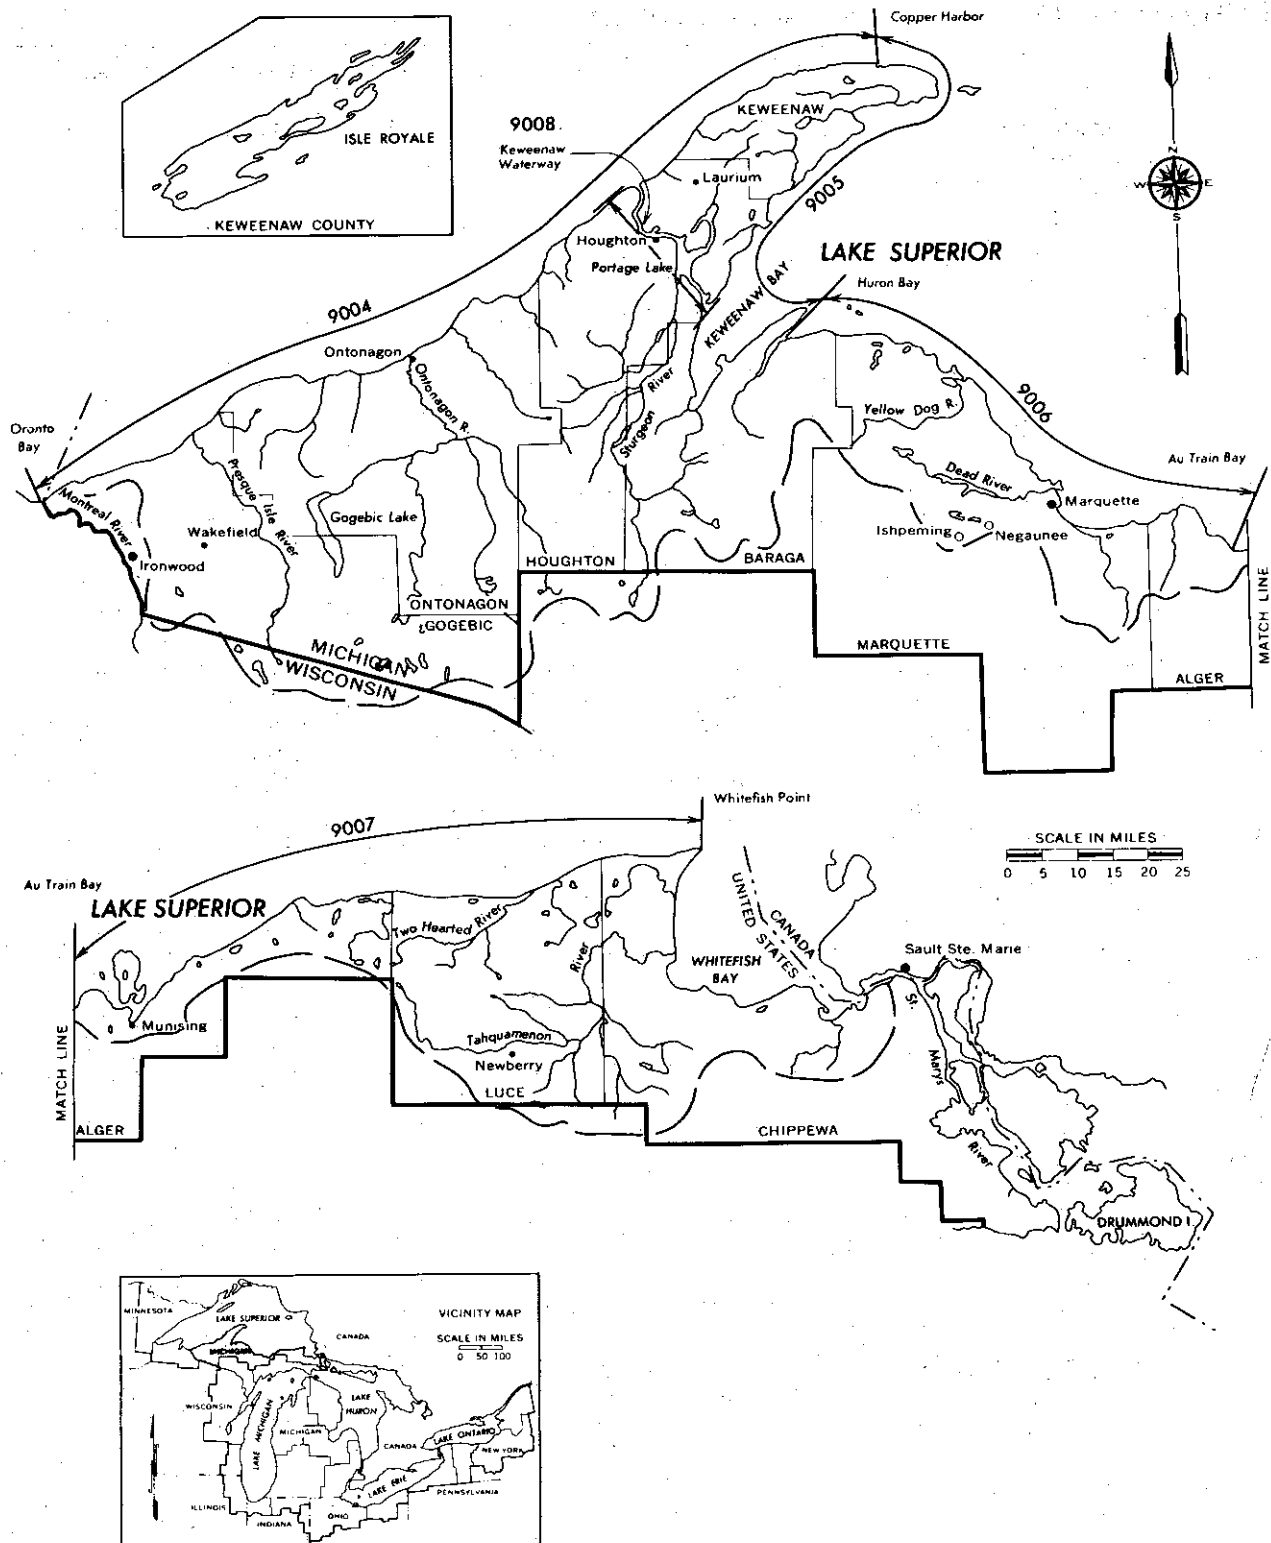 Copper Harbor
ISLE ROYALE
KEWEENAW COUNTY
9008
Keweenaw
Waterway
KEWEENAW
Laurium
N
W
E
S
9005
Houghton
Portage Lake
LAKE SUPERIOR
Huron Bay
KEWEENAW BAY
9004
Ontonagon
Ontonagon R.
Sturgeon
River
Yellow Dog R.
9006
Oronto
Bay
Au Train Bay
Montreal River
Presque
Isle River
Gogebic Lake
Wakefield
Ironwood
Dead River
Marquette
Ishpeming
Negaunee
HOUGHTON
BARAGA
ONTONAGON
GOGEBIC
MICHIGAN
WISCONSIN
MARQUETTE
ALGER
MATCH LINE
9007
Whitefish Point
SCALE IN MILES
0 5 10 15 20 25
Au Train Bay
LAKE SUPERIOR
Two Hearted River
River
CANADA
UNITED STATES
WHITEFISH
BAY
Sault Ste. Marie
St.
Marys
River
Munising
Tahquamenon
Newberry
LUCE
MATCH LINE
ALGER
CHIPPEWA
DRUMMOND I.
VICINITY MAP
SCALE IN MILES
0 50 100
MINNESOTA
LAKE SUPERIOR
CANADA
MICHIGAN
WISCONSIN
LAKE MICHIGAN
MICHIGAN
LAKE
HURON
CANADA
LAKE ONTARIO
NEW YORK
LAKE ERIE
PENNSYLVANIA
ILLINOIS
INDIANA
OHIO